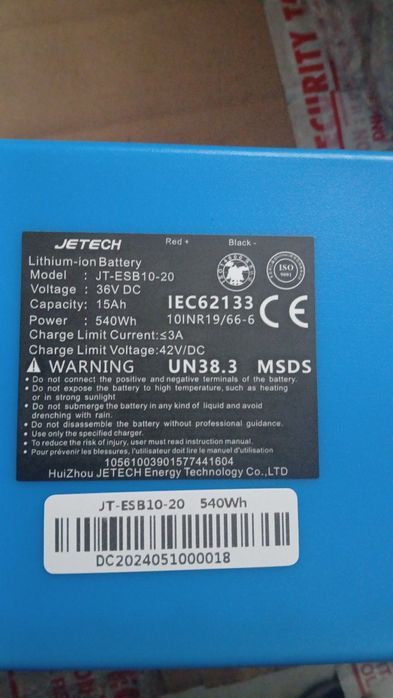 SECURITY
JETECH Red + Black -
Lithium-ion Battery
Model : JT-ESB10-20
Voltage : 36V DC
ISO
9001
Capacity: 15Ah
IEC62133 CE
Power : 540Wh 10INR19/66-6
Charge Limit Current:≤3A
Charge Limit Voltage:42V/DC
WARNING UN38.3 MSDS
• Do not connect the positive and negative terminals of the battery.
• Do not expose the battery to high temperature, such as heating
or in strong sunlight
• Do not submerge the battery in any kind of liquid and avoid
drenching with rain.
• Do not disassemble the battery without professional guidance.
• Use only the specified charger.
• To reduce the risk of injury, user must read instruction manual.
• Pour prévenir les blessures, l'utilisateur doit lire le manuel d'utilisation
10561003901577441604
HuiZhou JETECH Energy Technology Co.,LTD
JT-ESB10-20 540Wh
DC2024051000018